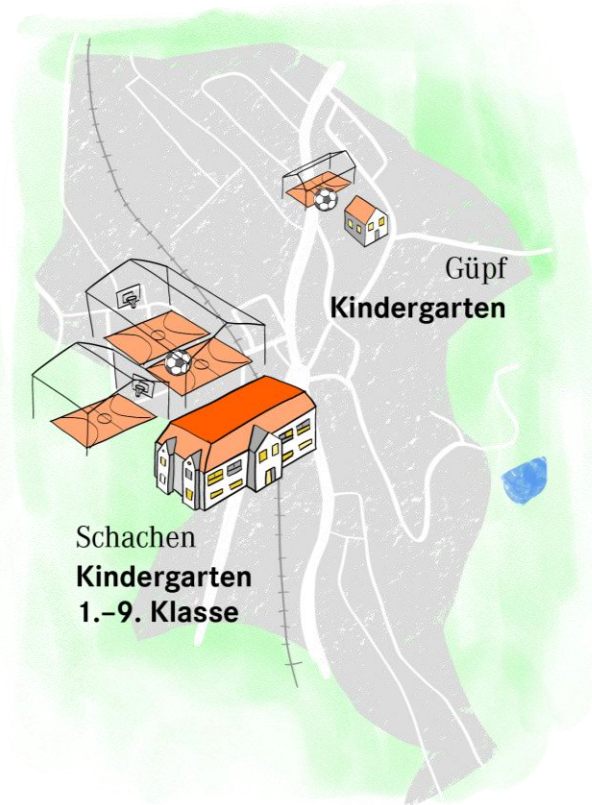 Güpf
Kindergarten
Schachen
Kindergarten
1.–9. Klasse